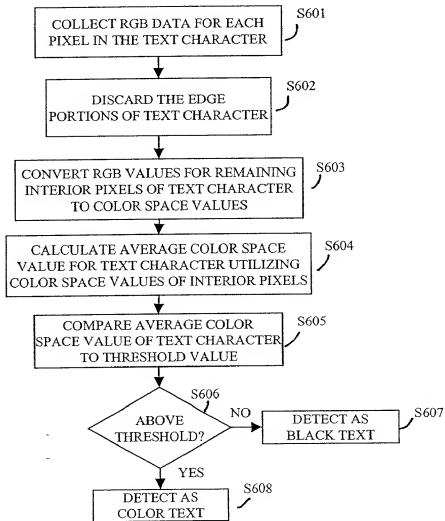 S601
COLLECT RGB DATA FOR EACH
PIXEL IN THE TEXT CHARACTER
S602
DISCARD THE EDGE
PORTIONS OF TEXT CHARACTER
S603
CONVERT RGB VALUES FOR REMAINING
INTERIOR PIXELS OF TEXT CHARACTER
TO COLOR SPACE VALUES
S604
CALCULATE AVERAGE COLOR SPACE
VALUE FOR TEXT CHARACTER UTILIZING
COLOR SPACE VALUES OF INTERIOR PIXELS
S605
COMPARE AVERAGE COLOR
SPACE VALUE OF TEXT CHARACTER
TO THRESHOLD VALUE
S606
ABOVE
THRESHOLD?
NO
S607
DETECT AS
BLACK TEXT
YES
S608
DETECT AS
COLOR TEXT